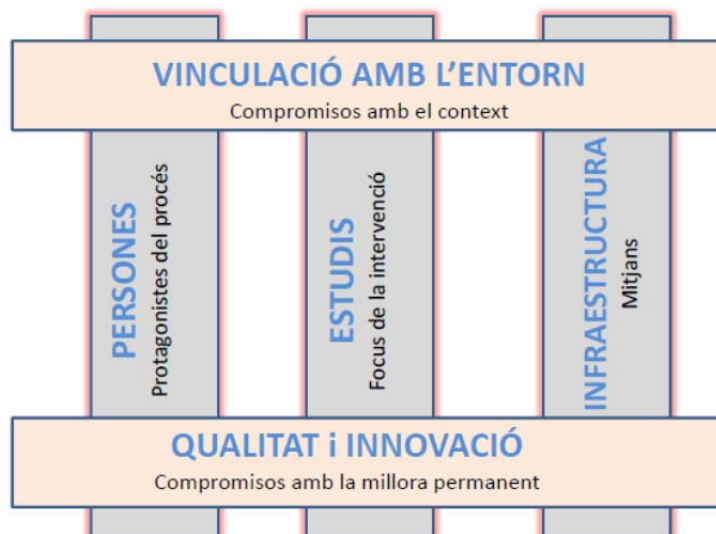 VINCULACIÓ AMB L’ENTORN
Compromisos amb el context
PERSONES
Protagonistes del procés
ESTUDIS
Focus de la intervenció
INFRAESTRUCTURA
Mitjans
QUALITAT i INNOVACIÓ
Compromisos amb la millora permanent